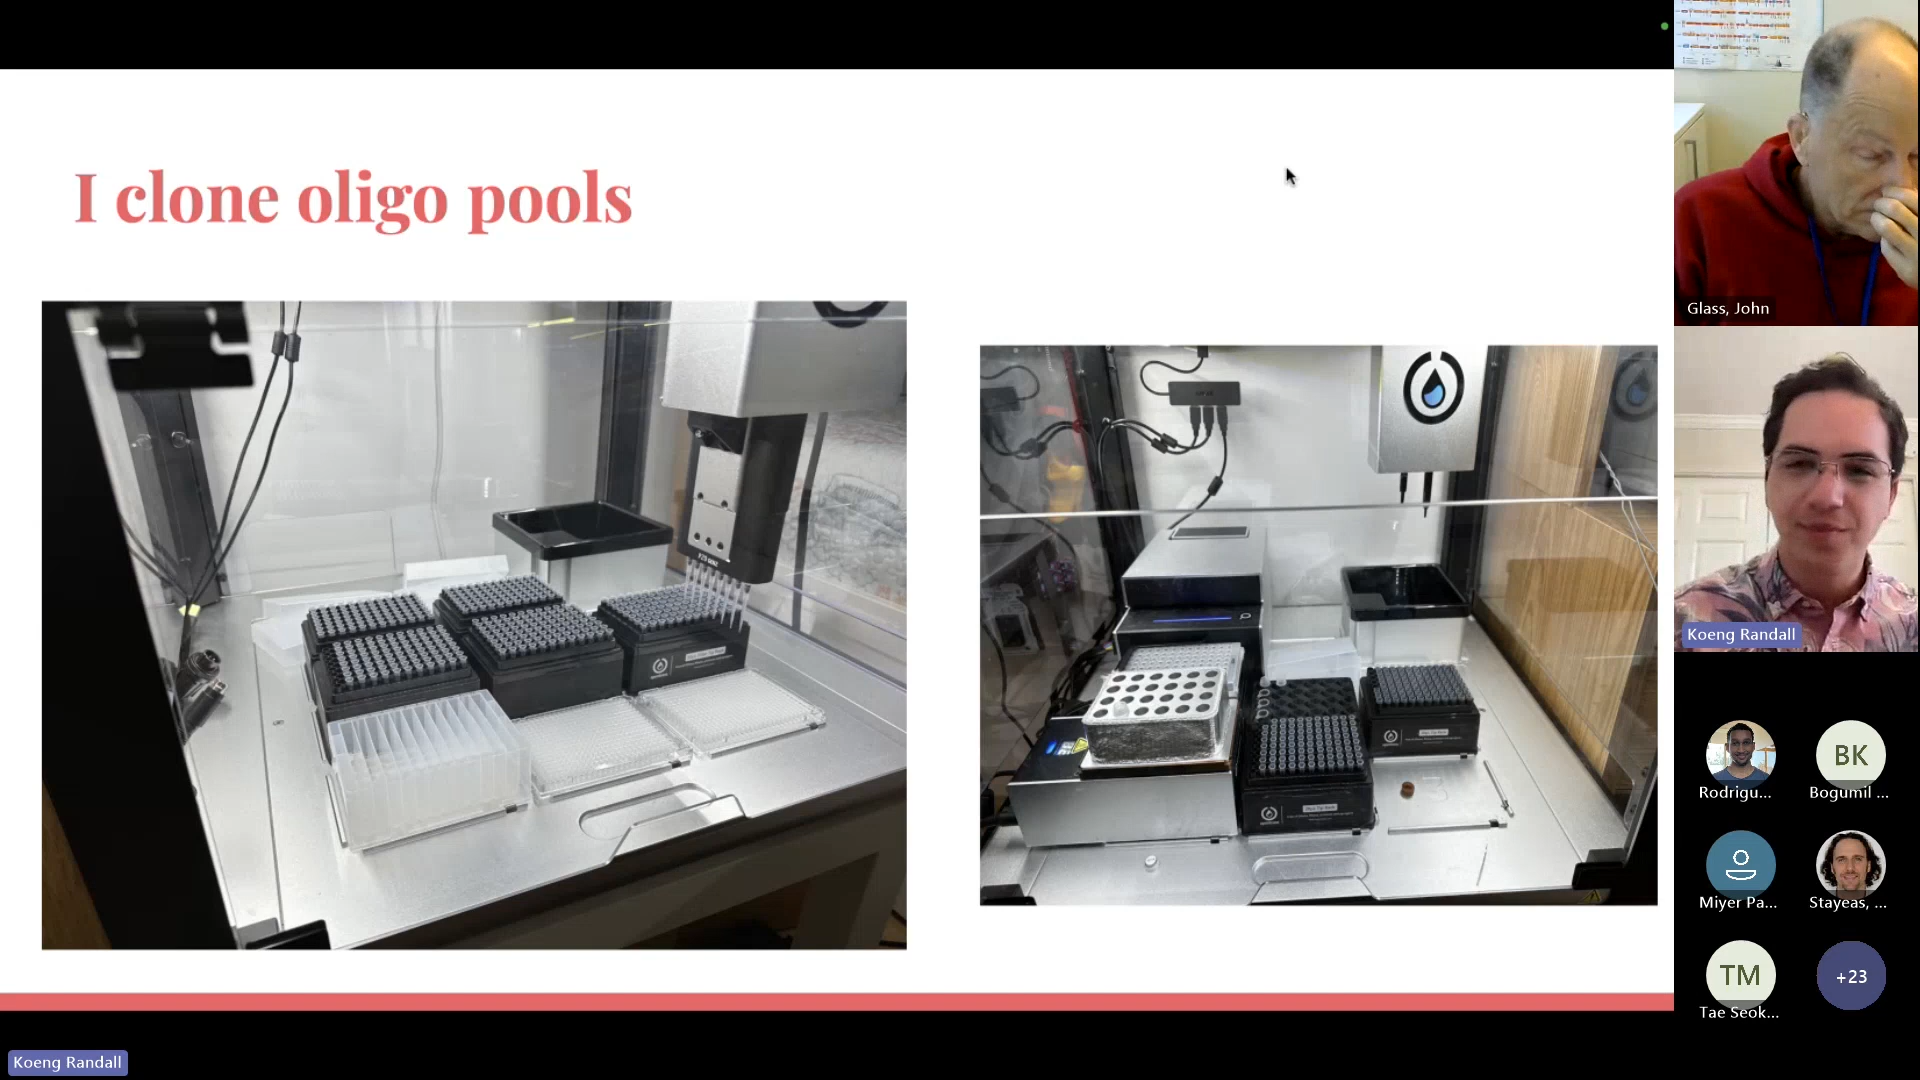 I clone oligo pools
Glass, John
Koeng Randall
Rodrigu...
BK
Bogumil ...
Miyer Pa...
Stayeas, ...
TM
Tae Seok...
+23
Koeng Randall